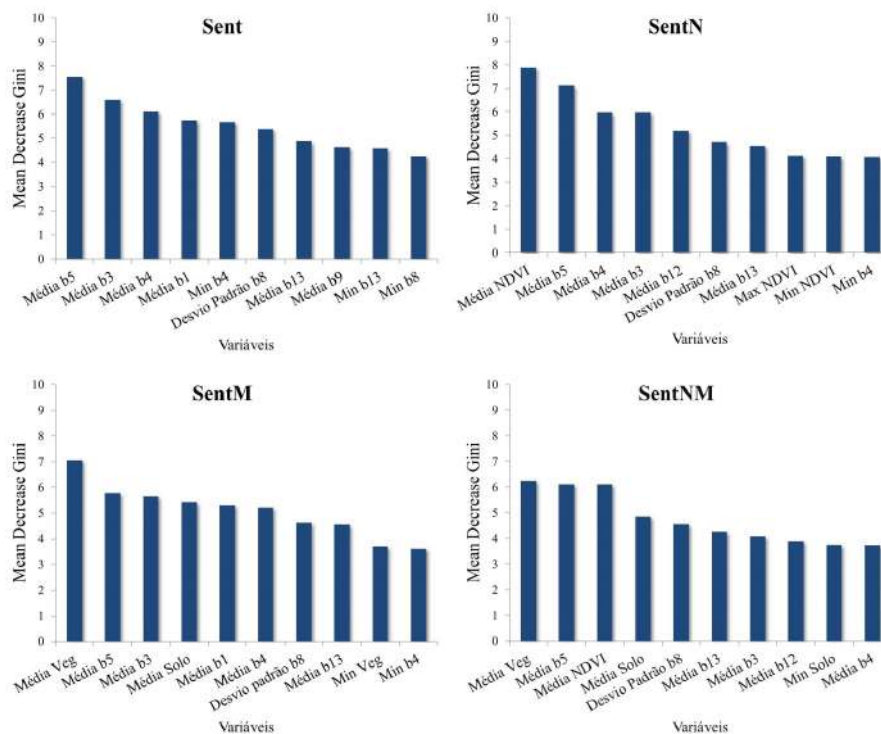 Sent
Mean Decrease Gini
10
9
8
7
6
5
4
3
2
1
0
Média b5
Média b3
Média b4
Média b1
Min b4
Desvio Padrão b8
Média b13
Média b9
Min b13
Min b8
Variáveis
SentN
Mean Decrease Gini
10
9
8
7
6
5
4
3
2
1
0
Média NDVI
Média b5
Média b4
Média b3
Média b12
Desvio Padrão b8
Média b13
Max NDVI
Min NDVI
Min b4
Variáveis
SentM
Mean Decrease Gini
10
9
8
7
6
5
4
3
2
1
0
Média Veg
Média b5
Média b3
Média Solo
Média b1
Média b4
Desvio padrão b8
Média b13
Min Veg
Min b4
Variáveis
SentNM
Mean Decrease Gini
10
9
8
7
6
5
4
3
2
1
0
Média Veg
Média b5
Média NDVI
Média Solo
Desvio Padrão b8
Média b13
Média b3
Média b12
Min Solo
Média b4
Variáveis